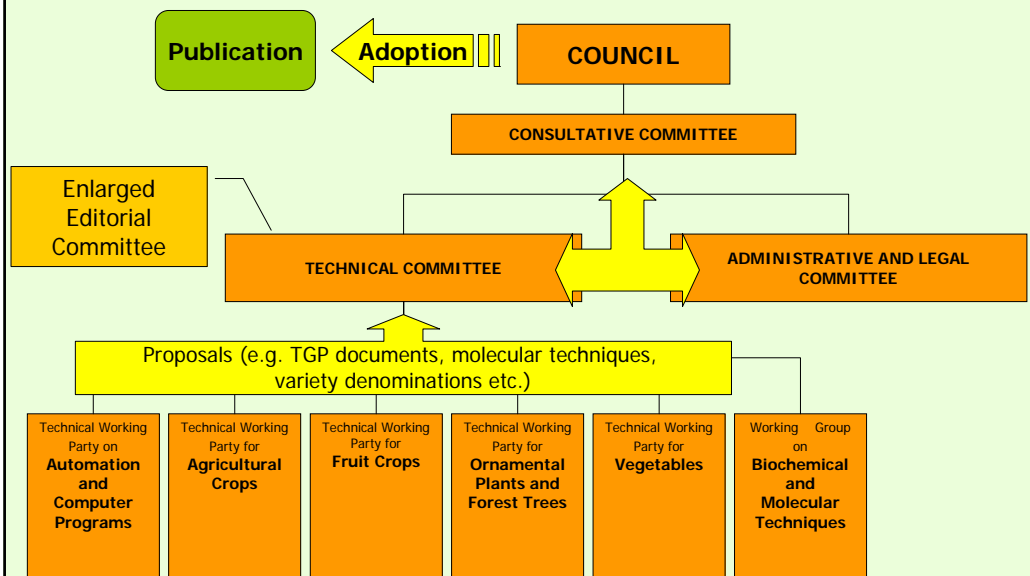 Publication
Adoption
COUNCIL
CONSULTATIVE COMMITTEE
Enlarged
Editorial
Committee
TECHNICAL COMMITTEE
ADMINISTRATIVE AND LEGAL
COMMITTEE
Proposals (e.g. TGP documents, molecular techniques,
variety denominations etc.)
Technical Working
Party on
Automation
and
Computer
Programs
Technical Working
Party for
Agricultural
Crops
Technical Working
Party for
Fruit Crops
Technical Working
Party for
Ornamental
Plants and
Forest Trees
Technical Working
Party for
Vegetables
Working Group
on
Biochemical
and
Molecular
Techniques